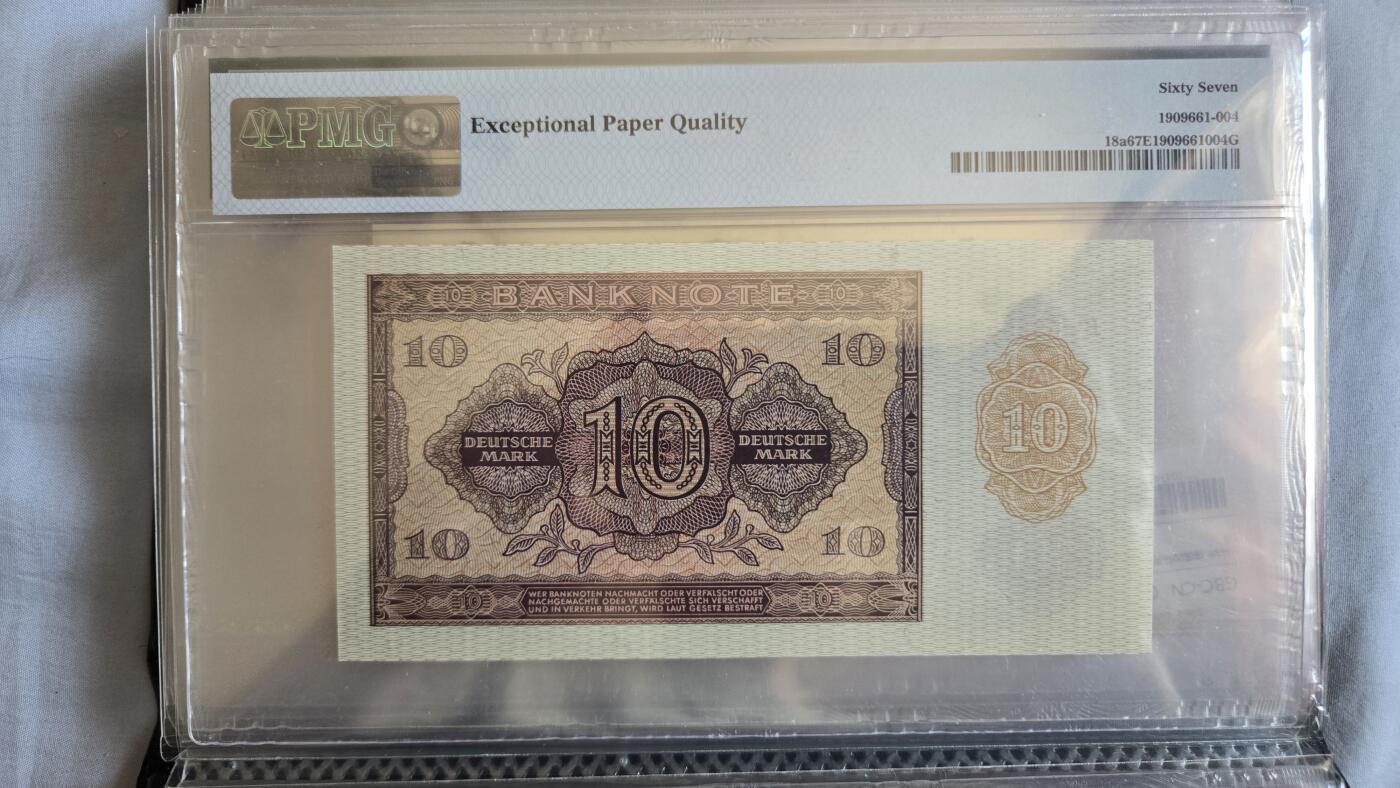 PMG
Exceptional Paper Quality
Sixty Seven
1909661-004
18a67E1909661004G
10 BANKNOTE 10
10 10
10
DEUTSCHE
MARK
10
DEUTSCHE
MARK
10 10
10 10
WER BANKNOTEN NACHMACHT ODER VERFÄLSCHT ODER
NACHGEMACHTE ODER VERFÄLSCHTE SICH VERSCHAFFT
UND IN VERKEHR BRINGT, WIRD LAUT GESETZ BESTRAFT